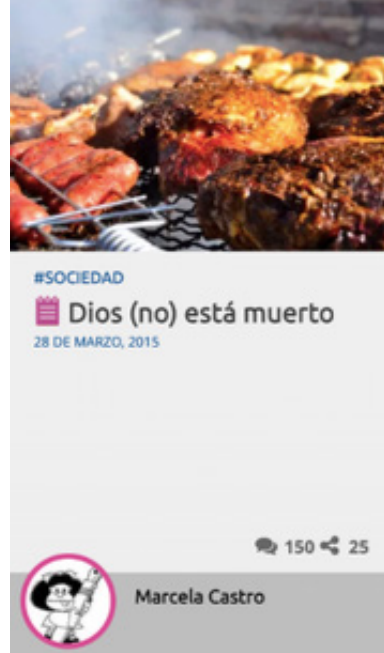 #SOCIEDAD
Dios (no) está muerto
28 DE MARZO, 2015
150 25
Marcela Castro